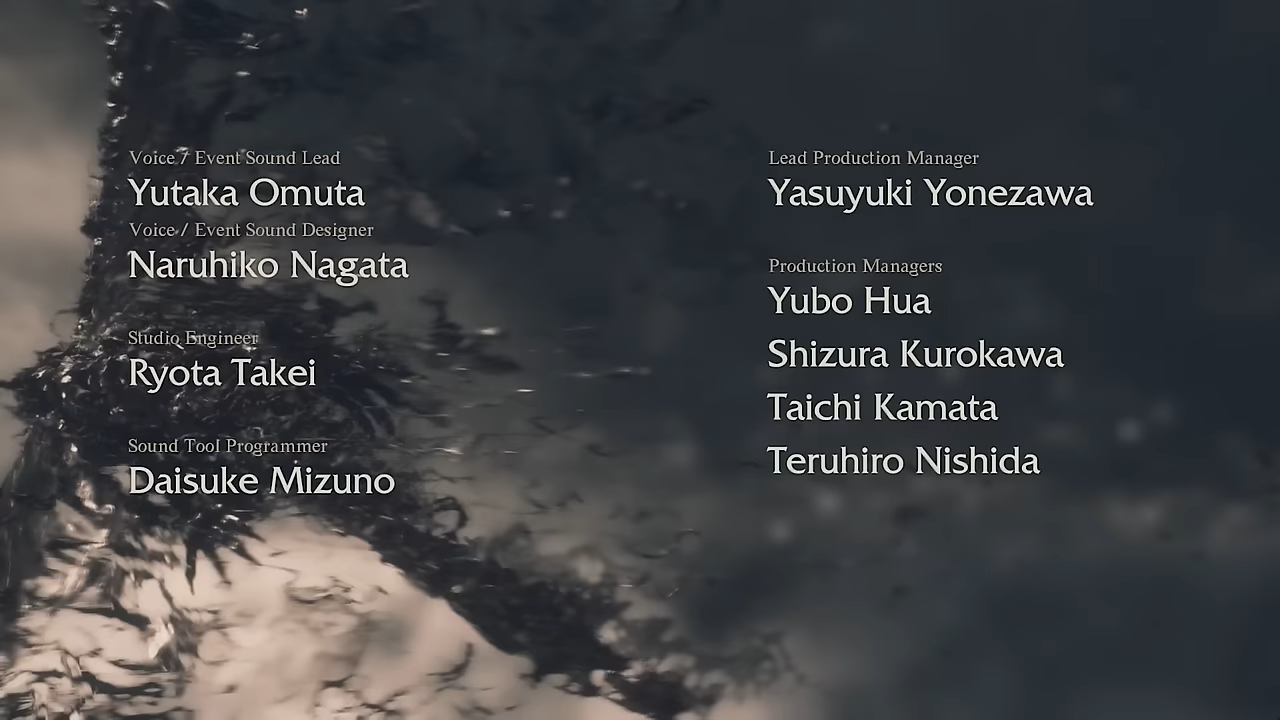 Voice / Event Sound Lead
Yutaka Omuta
Voice / Event Sound Designer
Naruhiko Nagata
Studio Engineer
Ryota Takei
Sound Tool Programmer
Daisuke Mizuno
Lead Production Manager
Yasuyuki Yonezawa
Production Managers
Yubo Hua
Shizura Kurokawa
Taichi Kamata
Teruhiro Nishida